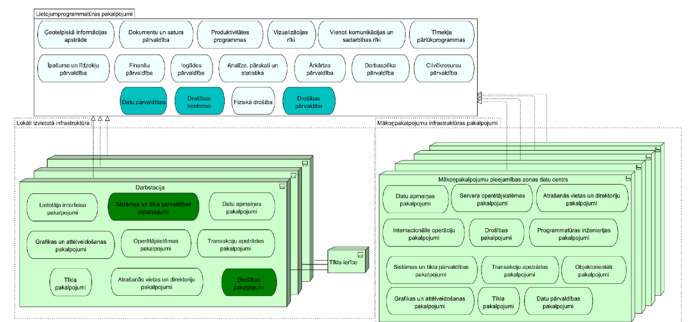 Lietojumprogrammatūras pakalpojumi
Ģeotelpiskā informācijas
apstrāde
Dokumentu un satura
pārvaldība
Produktivitātes
programmas
Vizualizācijas
rīki
Vienoti komunikācijas un
sadarbības rīki
Tīmekļa
pārlūkprogrammas
Īpašuma un līdzekļu
pārvaldība
Finanšu
pārvaldība
Iegādes
pārvaldība
Analīze, pārskati un
statistika
Ārkārtas
pārvaldība
Darbaspēka
pārvaldība
Cilvēkresursu
pārvaldība
Datu pārvaldības
Drošības
kontroles
Fiziskā drošība
Drošības
pārvaldība
Lokāli izvietotā infrastruktūra
Mākoņpakalpojumu infrastruktūras pakalpojumi
Darbstacija
Lietotāja interfeisa
pakalpojumi
Sistēmas un tīkla pārvaldības
pakalpojumi
Datu apmaiņas
pakalpojumi
Grafikas un attēlveidošanas
pakalpojumi
Operētājsistēmas
pakalpojumi
Transakciju apstrādes
pakalpojumi
Tīkla
pakalpojumi
Atrašanās vietas un direktoriju
pakalpojumi
Drošības
pakalpojumi
Tīkla ierīce
Mākoņpakalpojumu pieejamības zonas datu centrs
Datu apmaiņas
pakalpojumi
Servera operētājsistēmas
pakalpojumi
Atrašanās vietas un direktoriju
pakalpojumi
Internacionālie operāciju
pakalpojumi
Drošības
pakalpojumi
Programmatūras inženierijas
pakalpojumi
Sistēmas un tīkla pārvaldības
pakalpojumi
Transakciju apstrādes
pakalpojumi
Objektorientēti
pakalpojumi
Grafikas un attēlveidošanas
pakalpojumi
Tīkla
pakalpojumi
Datu pārvaldības
pakalpojumi